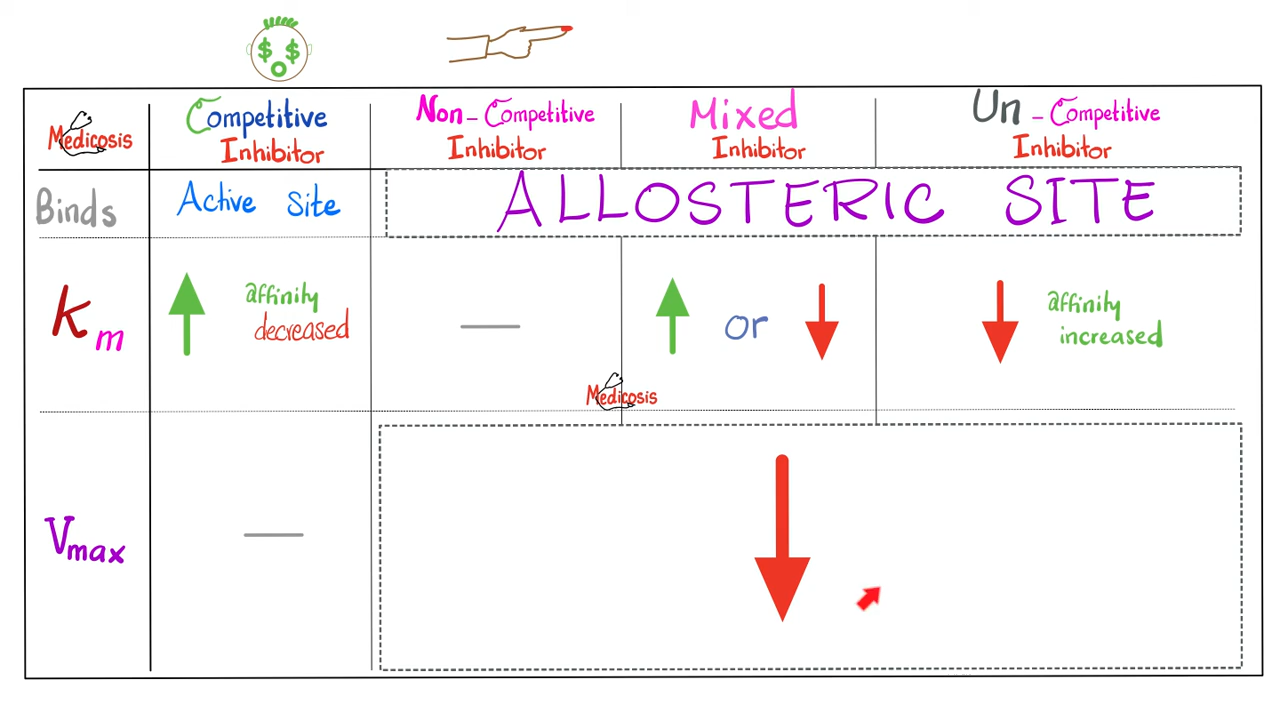 Medicosis
Competitive
Inhibitor
Non-Competitive
Inhibitor
Mixed
Inhibitor
Un-Competitive
Inhibitor
Binds
Active Site
ALLOSTERIC SITE
Km
affinity
decreased
or
affinity
increased
Medicosis
Vmax